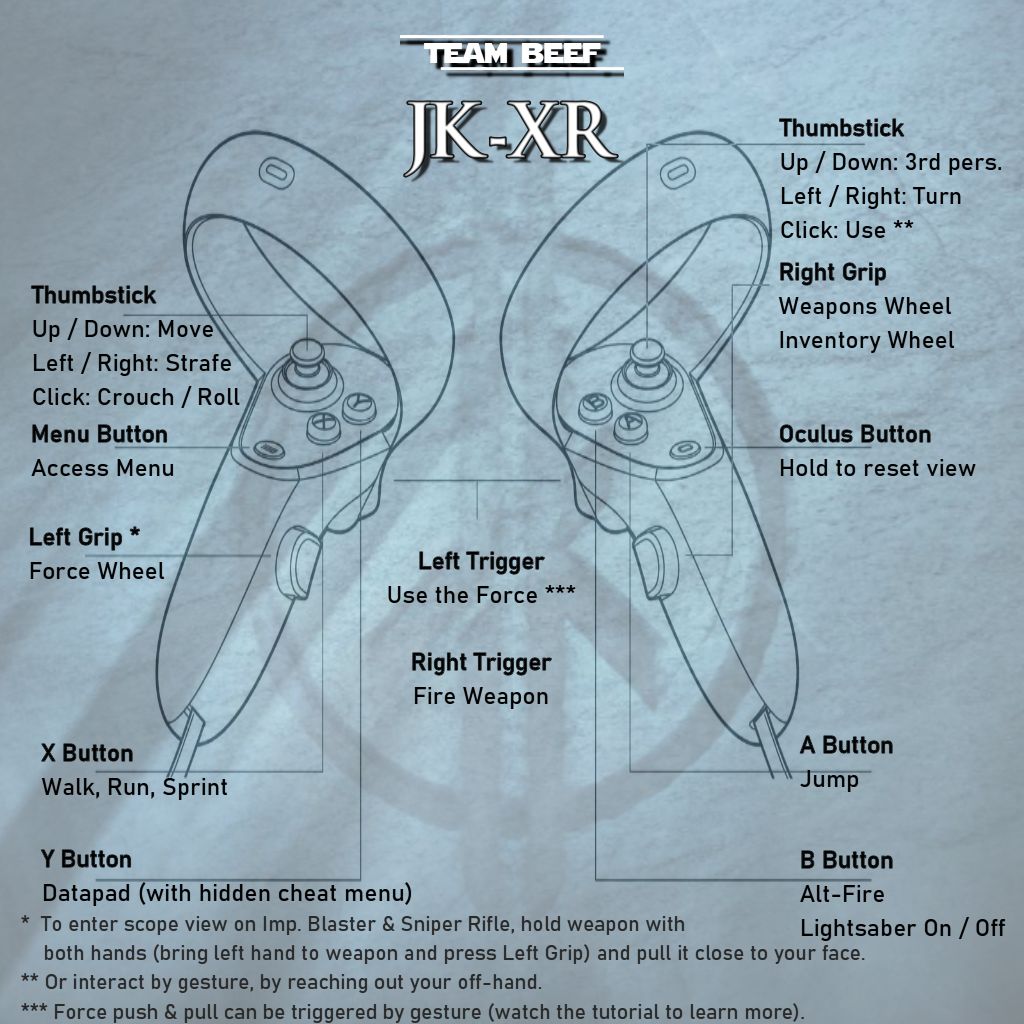 TEAM BEEF
JK-XR
Thumbstick
Up / Down: 3rd pers.
Left / Right: Turn
Click: Use **
Right Grip
Weapons Wheel
Inventory Wheel
Thumbstick
Up / Down: Move
Left / Right: Strafe
Click: Crouch / Roll
Menu Button
Access Menu
Y
X
B
A
Oculus Button
Hold to reset view
Left Grip *
Force Wheel
Left Trigger
Use the Force ***
Right Trigger
Fire Weapon
X Button
Walk, Run, Sprint
A Button
Jump
Y Button
Datapad (with hidden cheat menu)
B Button
Alt-Fire
Lightsaber On / Off
* To enter scope view on Imp. Blaster & Sniper Rifle, hold weapon with
both hands (bring left hand to weapon and press Left Grip) and pull it close to your face.
** Or interact by gesture, by reaching out your off-hand.
*** Force push & pull can be triggered by gesture (watch the tutorial to learn more).